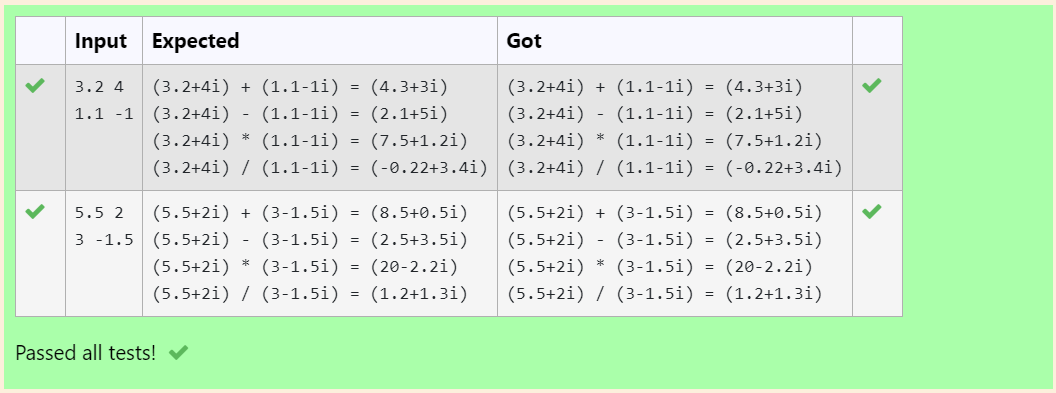 Input Expected Got
3.2 4 (3.2+4i) + (1.1-1i) = (4.3+3i) (3.2+4i) + (1.1-1i) = (4.3+3i)
1.1 -1 (3.2+4i) - (1.1-1i) = (2.1+5i) (3.2+4i) - (1.1-1i) = (2.1+5i)
(3.2+4i) * (1.1-1i) = (7.5+1.2i) (3.2+4i) * (1.1-1i) = (7.5+1.2i)
(3.2+4i) / (1.1-1i) = (-0.22+3.4i) (3.2+4i) / (1.1-1i) = (-0.22+3.4i)
5.5 2 (5.5+2i) + (3-1.5i) = (8.5+0.5i) (5.5+2i) + (3-1.5i) = (8.5+0.5i)
3 -1.5 (5.5+2i) - (3-1.5i) = (2.5+3.5i) (5.5+2i) - (3-1.5i) = (2.5+3.5i)
(5.5+2i) * (3-1.5i) = (20-2.2i) (5.5+2i) * (3-1.5i) = (20-2.2i)
(5.5+2i) / (3-1.5i) = (1.2+1.3i) (5.5+2i) / (3-1.5i) = (1.2+1.3i)
Passed all tests!